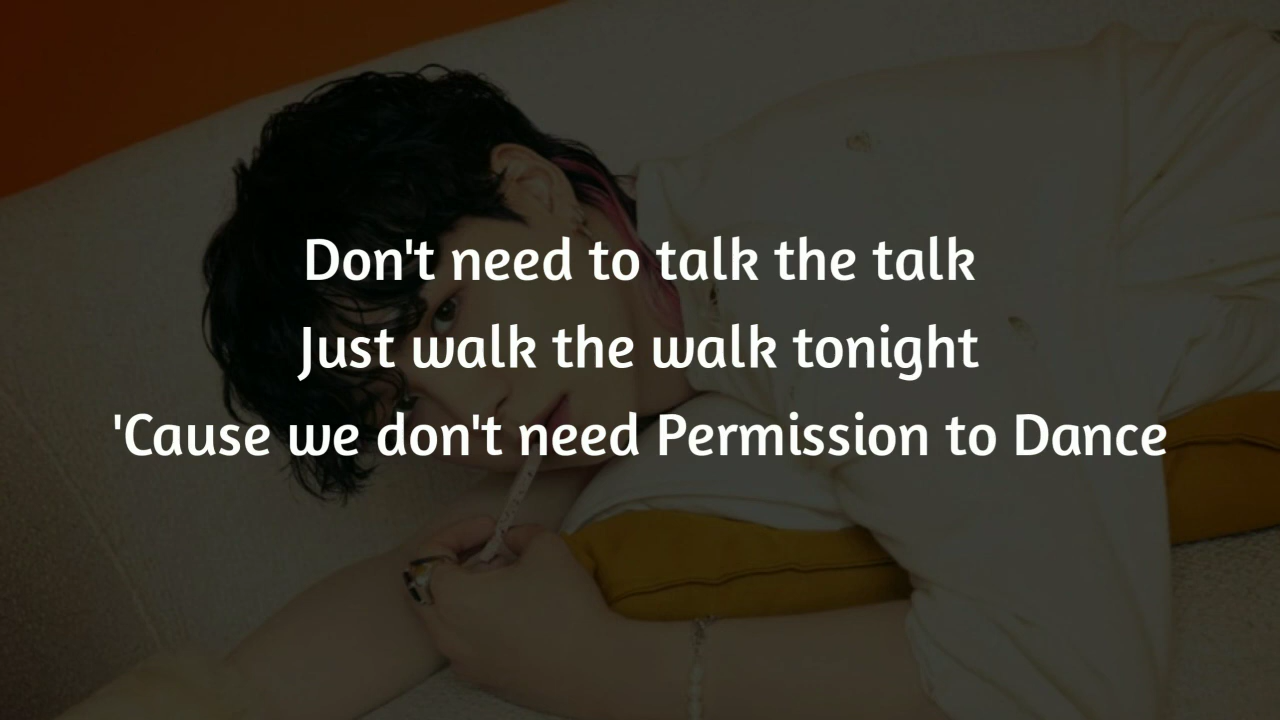 Don't need to talk the talk
Just walk the walk tonight
'Cause we don't need Permission to Dance